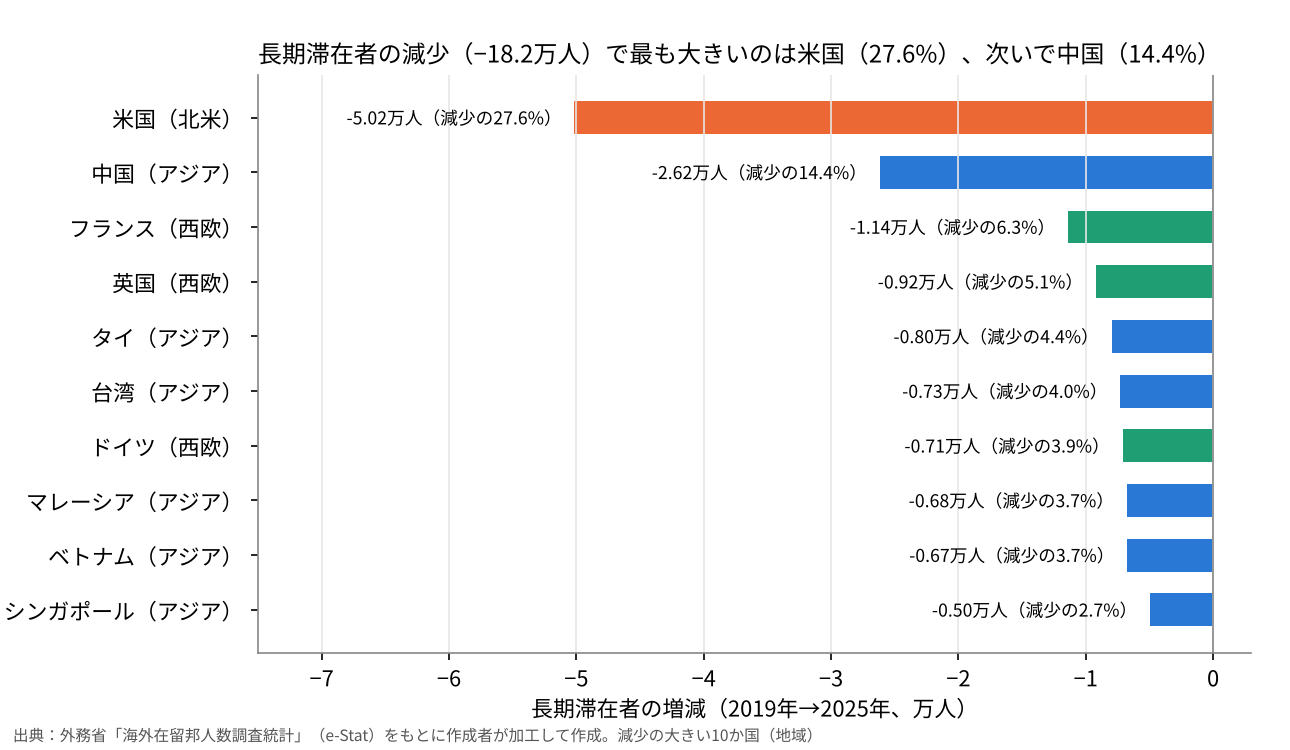 長期滞在者の減少（−18.2万人）で最も大きいのは米国（27.6%）、次いで中国（14.4%）
米国（北米） -5.02万人（減少の27.6%）
中国（アジア） -2.62万人（減少の14.4%）
フランス（西欧） -1.14万人（減少の6.3%）
英国（西欧） -0.92万人（減少の5.1%）
タイ（アジア） -0.80万人（減少の4.4%）
台湾（アジア） -0.73万人（減少の4.0%）
ドイツ（西欧） -0.71万人（減少の3.9%）
マレーシア（アジア） -0.68万人（減少の3.7%）
ベトナム（アジア） -0.67万人（減少の3.7%）
シンガポール（アジア） -0.50万人（減少の2.7%）
−7 −6 −5 −4 −3 −2 −1 0
長期滞在者の増減（2019年→2025年、万人）
出典：外務省「海外在留邦人数調査統計」（e-Stat）をもとに作成者が加工して作成。減少の大きい10か国（地域）